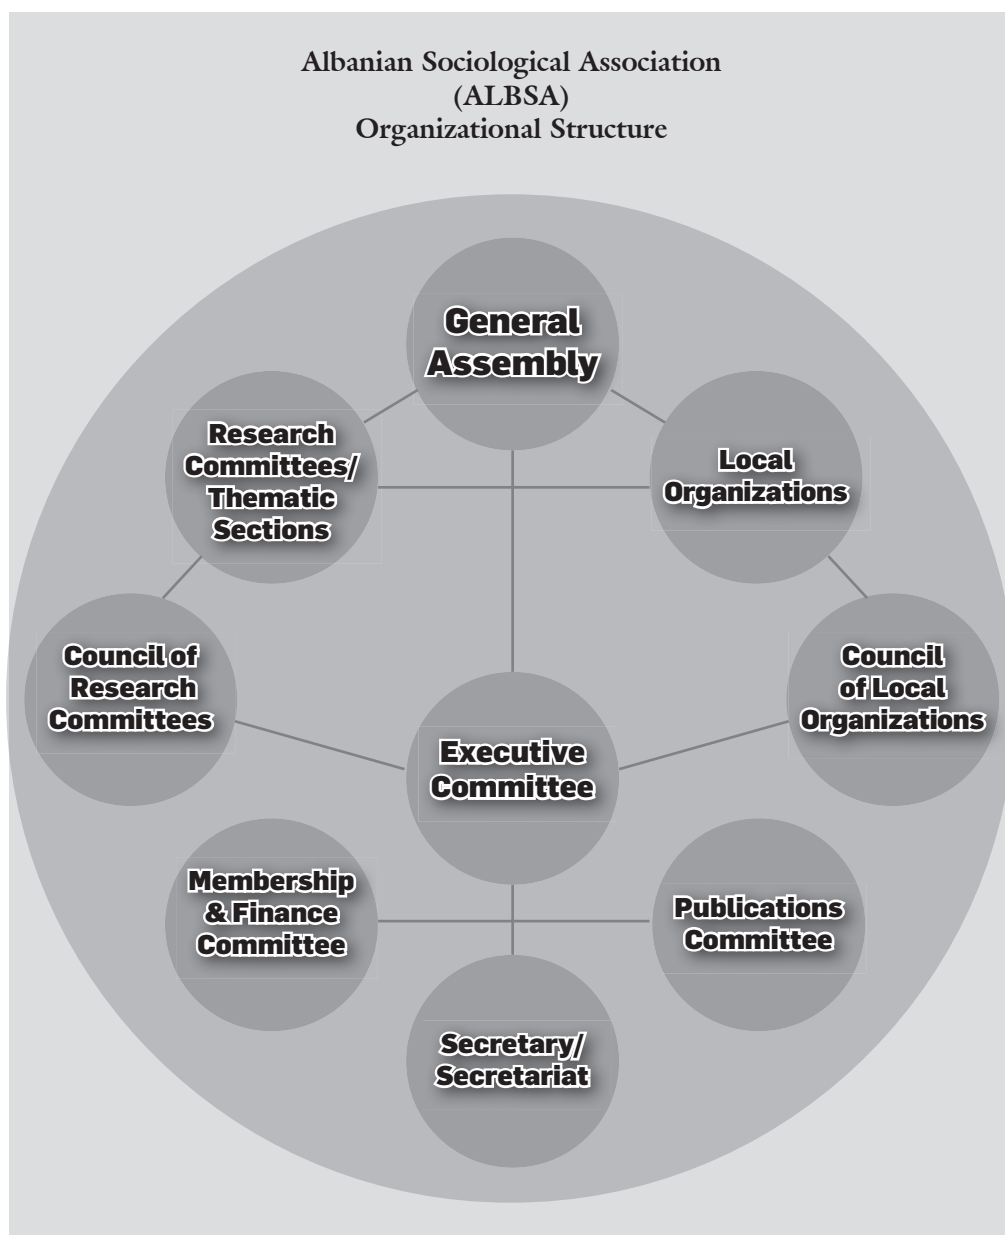 Albanian Sociological Association
(ALBSA)
Organizational Structure
General
Assembly
Research
Committees/
Thematic
Sections
Local
Organizations
Council of
Research
Committees
Council
of Local
Organizations
Executive
Committee
Membership
& Finance
Committee
Publications
Committee
Secretary/
Secretariat